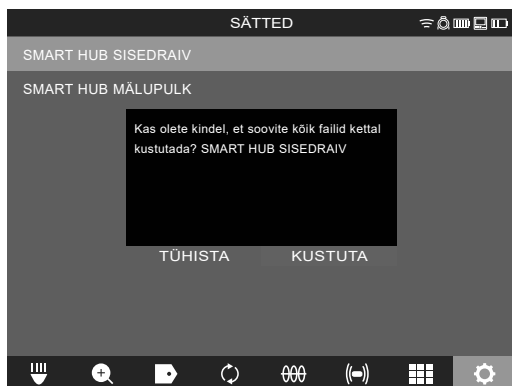 SÄTTED
SMART HUB SISEDRAIV
SMART HUB MÄLUPULK
Kas olete kindel, et soovite kõik failid kettal
kustutada? SMART HUB SISEDRAIV
TÜHISTA KUSTUTA